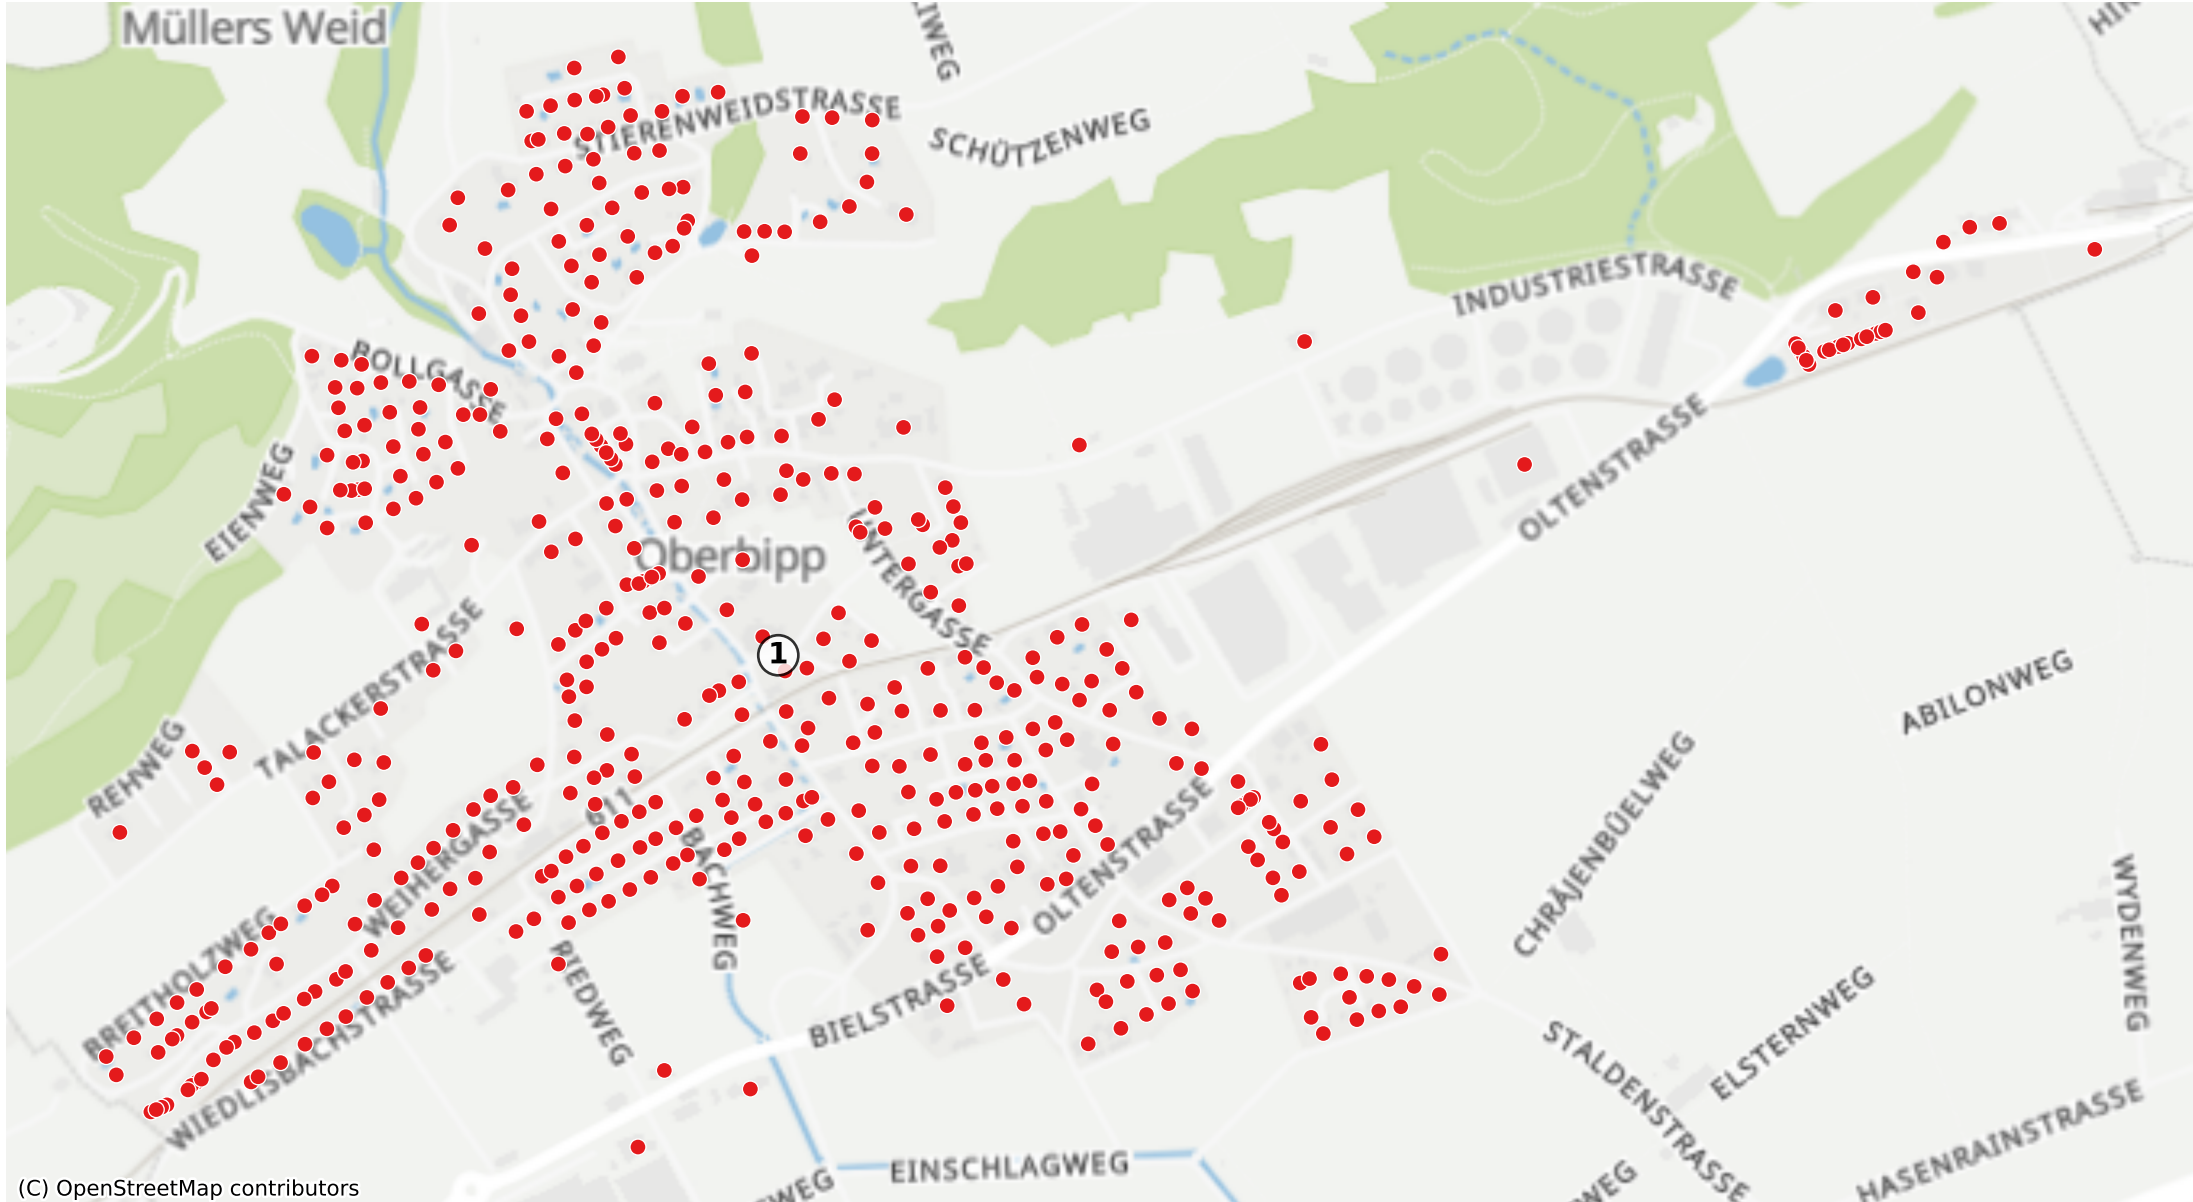 Müllers Weid
STIERENWEIDSTRASSE
SCHÜTZENWEG
INDUSTRIESTRASSE
BOLLGASSE
EIENWEG
OLTENSTRASSE
Oberbipp
UNTERGASSE
TALACKERSTRASSE
1
REHWEG
ABILONWEG
CHRÄJENBÜELWEG
WEIHERGASSE
BACHWEG
OLTENSTRASSE
WYDENWEG
BREITHOLZWEG
RIEDWEG
BIELSTRASSE
WIEDLISBACHSTRASSE
ELSTERNWEG
STALDENSTRASSE
HASENRAINSTRASSE
EINSCHLAGWEG
(C) OpenStreetMap contributors